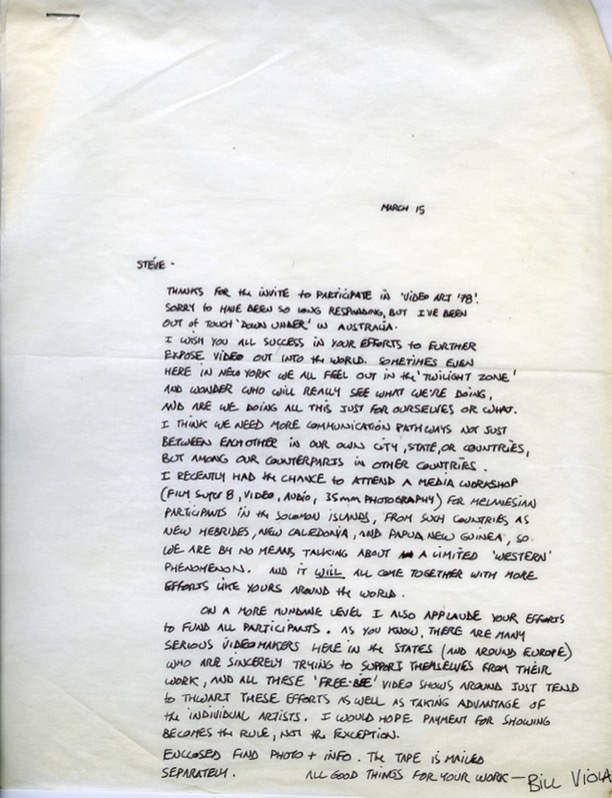 MARCH 15
STEVE -
THANKS FOR the INVITE to PARTICIPATE IN 'VIDEO ART '78'.
SORRY to HAVE BEEN SO LONG RESPONDING, BUT I'VE BEEN
OUT OF TOUCH 'DOWN UNDER' IN AUSTRALIA.
I WISH YOU ALL SUCCESS IN YOUR EFFORTS to FURTHER
EXPOSE VIDEO OUT INTO the WORLD. SOMETIMES EVEN
HERE IN NEW YORK WE ALL FEEL OUT IN the 'TWILIGHT ZONE'
AND WONDER WHO WILL REALLY SEE WHAT WE'RE DOING,
AND ARE WE DOING ALL THIS JUST FOR OURSELVES OR WHAT.
I THINK WE NEED MORE COMMUNICATION PATHWAYS NOT JUST
BETWEEN EACHOTHER IN OUR OWN CITY, STATE, OR COUNTRIES,
BUT AMONG OUR COUNTERPARTS IN OTHER COUNTRIES.
I RECENTLY HAD the CHANCE to ATTEND A MEDIA WORKSHOP
(FILM SUPER 8, VIDEO, AUDIO, 35mm PHOTOGRAPHY) FOR MELANESIAN
PARTICIPANTS IN the SOLOMON ISLANDS, FROM SUCH COUNTRIES AS
NEW HEBRIDES, NEW CALEDONIA, AND PAPUA NEW GUINEA, SO
WE ARE BY NO MEANS TALKING ABOUT A LIMITED 'WESTERN'
PHENOMENON. AND IT WILL ALL COME TOGETHER WITH MORE
EFFORTS LIKE YOURS AROUND the WORLD.
ON A MORE MUNDANE LEVEL I ALSO APPLAUDE YOUR EFFORTS
to FUND ALL PARTICIPANTS. AS YOU KNOW, THERE ARE MANY
SERIOUS VIDEOMAKERS HERE IN the STATES (AND AROUND EUROPE)
WHO ARE SINCERELY TRYING to SUPPORT THEMSELVES FROM THEIR
WORK, AND ALL THESE 'FREE-BEE' VIDEO SHOWS AROUND JUST TEND
to THWART THESE EFFORTS AS WELL AS TAKING ADVANTAGE OF
the INDIVIDUAL ARTISTS. I WOULD HOPE PAYMENT FOR SHOWING
BECOMES the RULE, NOT the EXCEPTION.
ENCLOSED FIND PHOTO + INFO. THE TAPE IS MAILED
SEPARATELY. ALL GOOD THINGS FOR YOUR WORK — BILL VIOLA